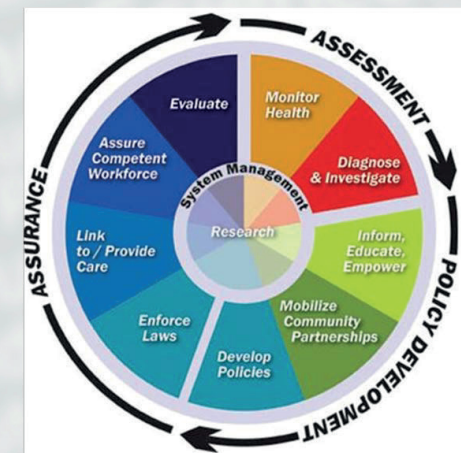 ASSESSMENT
Monitor
Health
Diagnose
& Investigate
POLICY DEVELOPMENT
Inform,
Educate,
Empower
Mobilize
Community
Partnerships
Develop
Policies
ASSURANCE
Enforce
Laws
Link
to / Provide
Care
Assure
Competent
Workforce
Evaluate
System Management
Research